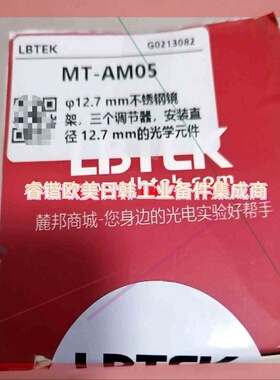 LBTEK
G0213082
MT-AM05
φ12.7 mm不锈钢镜
架，三个调节器，安装直
径 12.7 mm的光学元件
LBTEK
睿锴欧美日韩工业备件集成商
lbtek.com
麓邦商城-您身边的光电实验好帮手
LBTEK